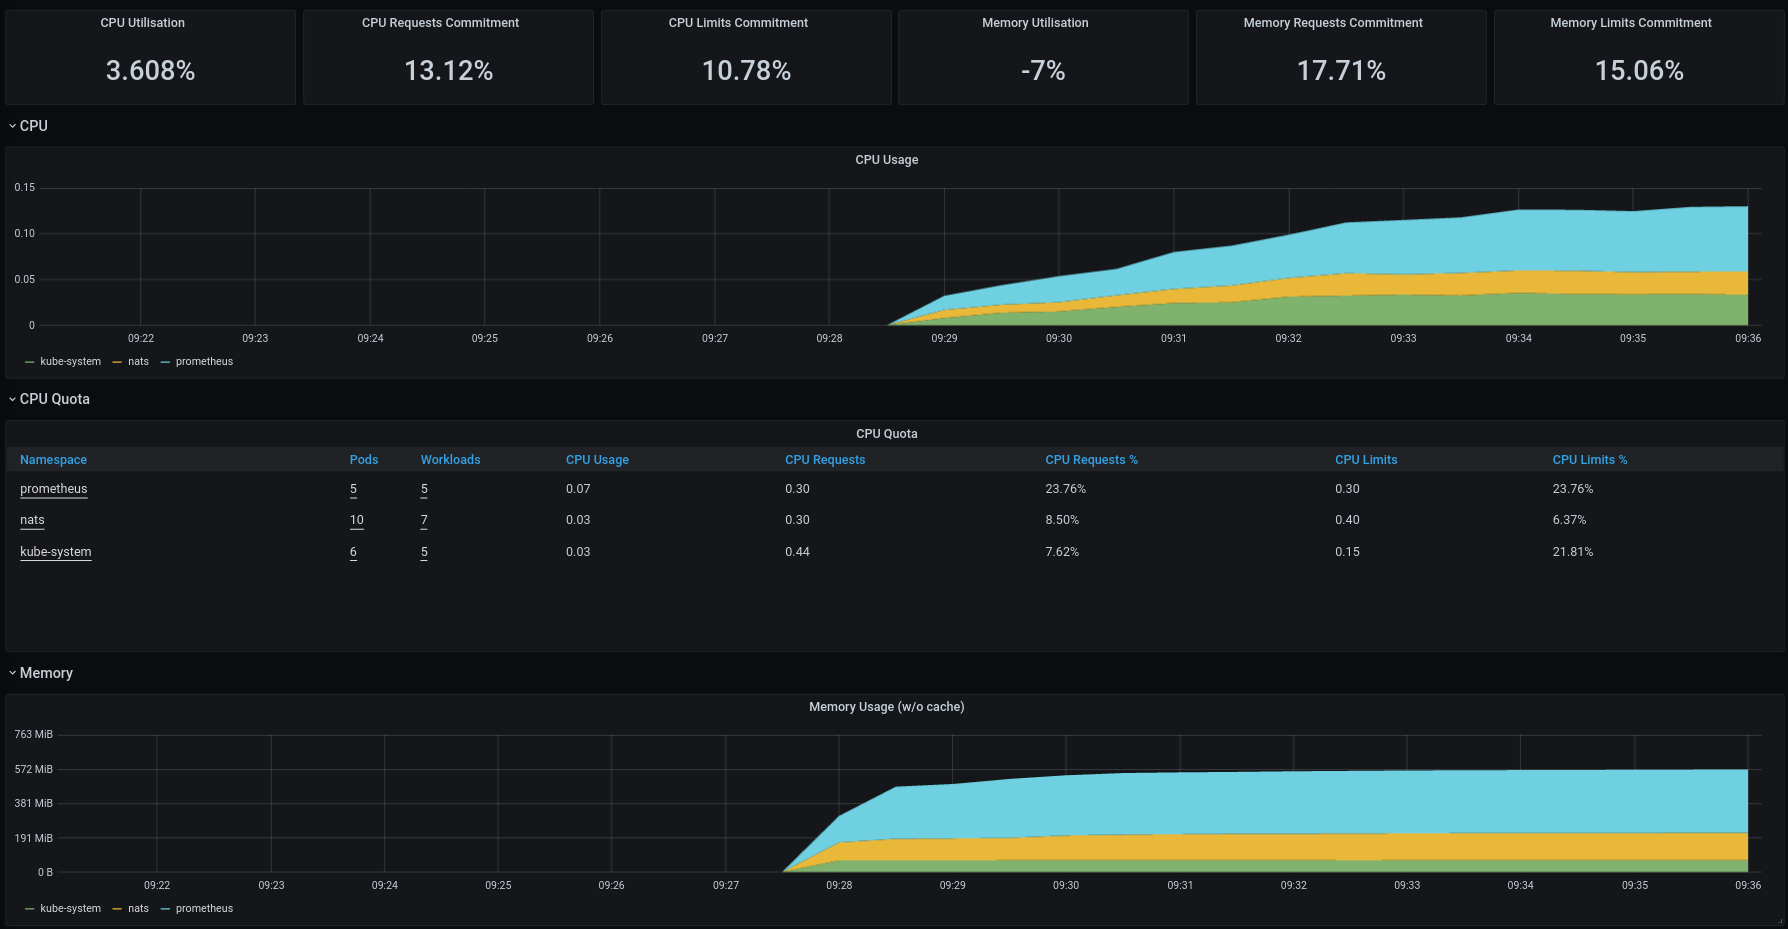 CPU Utilisation CPU Requests Commitment CPU Limits Commitment Memory Utilisation Memory Requests Commitment Memory Limits Commitment
3.608% 13.12% 10.78% -7% 17.71% 15.06%
CPU
CPU Usage
0.15
0.10
0.05
0
09:22 09:23 09:24 09:25 09:26 09:27 09:28 09:29 09:30 09:31 09:32 09:33 09:34 09:35 09:36
kube-system nats prometheus
CPU Quota
CPU Quota
Namespace Pods Workloads CPU Usage CPU Requests CPU Requests % CPU Limits CPU Limits %
prometheus 5 5 0.07 0.30 23.76% 0.30 23.76%
nats 10 7 0.03 0.30 8.50% 0.40 6.37%
kube-system 6 5 0.03 0.44 7.62% 0.15 21.81%
Memory
Memory Usage (w/o cache)
763 MiB
572 MiB
381 MiB
191 MiB
0 B
09:22 09:23 09:24 09:25 09:26 09:27 09:28 09:29 09:30 09:31 09:32 09:33 09:34 09:35 09:36
kube-system nats prometheus